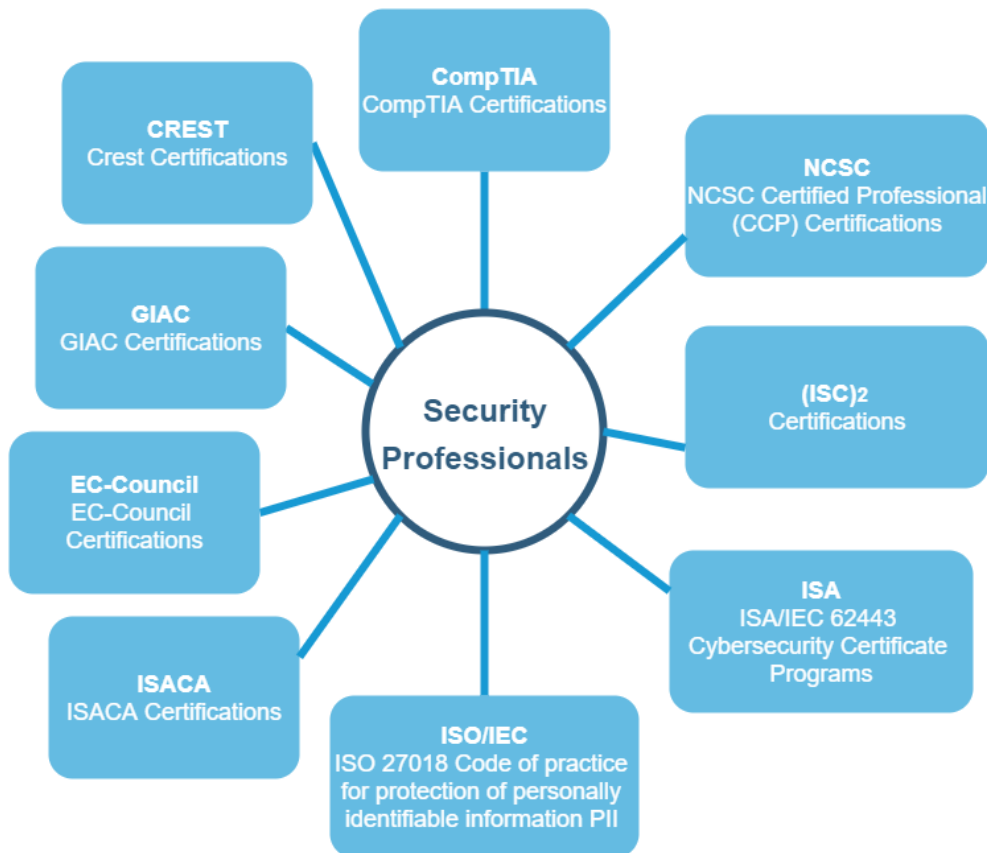 CompTIA
CompTIA Certifications
CREST
Crest Certifications
NCSC
NCSC Certified Professional
(CCP) Certifications
GIAC
GIAC Certifications
(ISC)2
Certifications
Security
Professionals
EC-Council
EC-Council
Certifications
ISA
ISA/IEC 62443
Cybersecurity Certificate
Programs
ISACA
ISACA Certifications
ISO/IEC
ISO 27018 Code of practice
for protection of personally
identifiable information PII